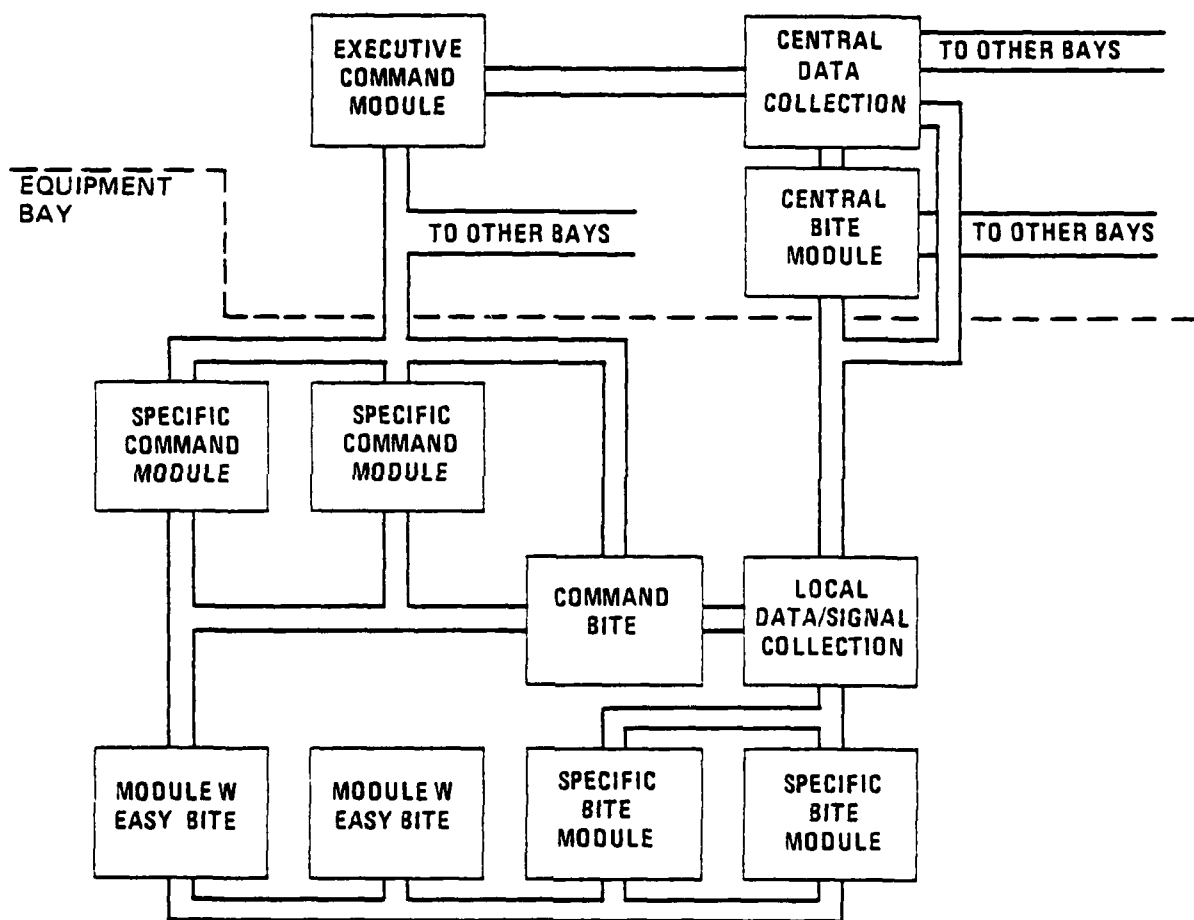 EXECUTIVE
COMMAND
MODULE
CENTRAL
DATA
COLLECTION
TO OTHER BAYS
EQUIPMENT
BAY
TO OTHER BAYS
CENTRAL
BITE
MODULE
TO OTHER BAYS
SPECIFIC
COMMAND
MODULE
SPECIFIC
COMMAND
MODULE
COMMAND
BITE
LOCAL
DATA/SIGNAL
COLLECTION
MODULE W
EASY BITE
MODULE W
EASY BITE
SPECIFIC
BITE
MODULE
SPECIFIC
BITE
MODULE